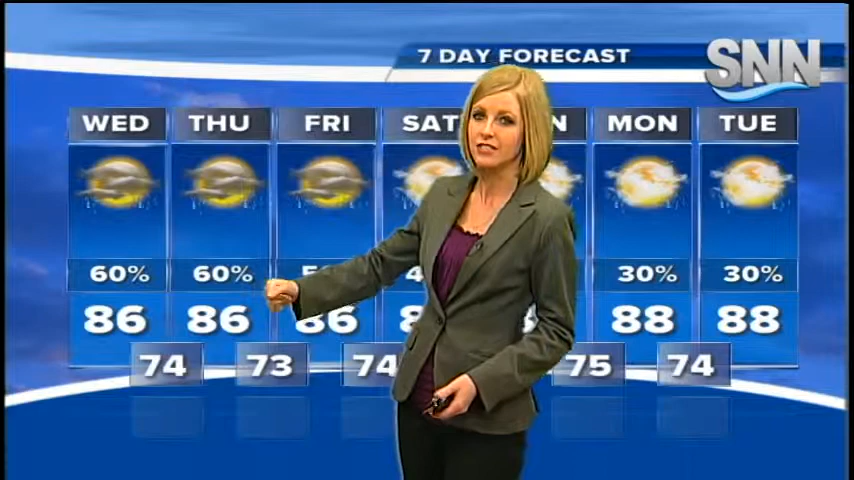 7 DAY FORECAST
SNN
WED THU FRI SAT MON TUE
60% 60% 30% 30%
86 86 86 88 88
74 73 74 75 74